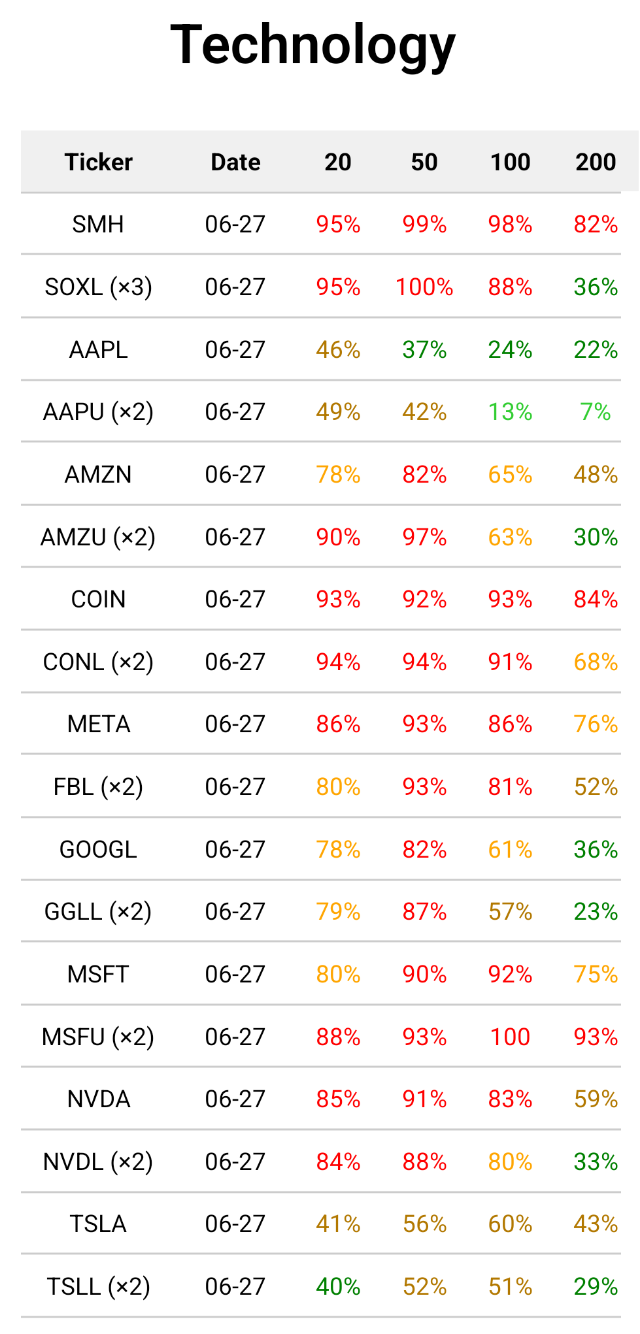 Technology
Ticker Date 20 50 100 200
SMH 06-27 95% 99% 98% 82%
SOXL (×3) 06-27 95% 100% 88% 36%
AAPL 06-27 46% 37% 24% 22%
AAPU (×2) 06-27 49% 42% 13% 7%
AMZN 06-27 78% 82% 65% 48%
AMZU (×2) 06-27 90% 97% 63% 30%
COIN 06-27 93% 92% 93% 84%
CONL (×2) 06-27 94% 94% 91% 68%
META 06-27 86% 93% 86% 76%
FBL (×2) 06-27 80% 93% 81% 52%
GOOGL 06-27 78% 82% 61% 36%
GGLL (×2) 06-27 79% 87% 57% 23%
MSFT 06-27 80% 90% 92% 75%
MSFU (×2) 06-27 88% 93% 100 93%
NVDA 06-27 85% 91% 83% 59%
NVDL (×2) 06-27 84% 88% 80% 33%
TSLA 06-27 41% 56% 60% 43%
TSLL (×2) 06-27 40% 52% 51% 29%